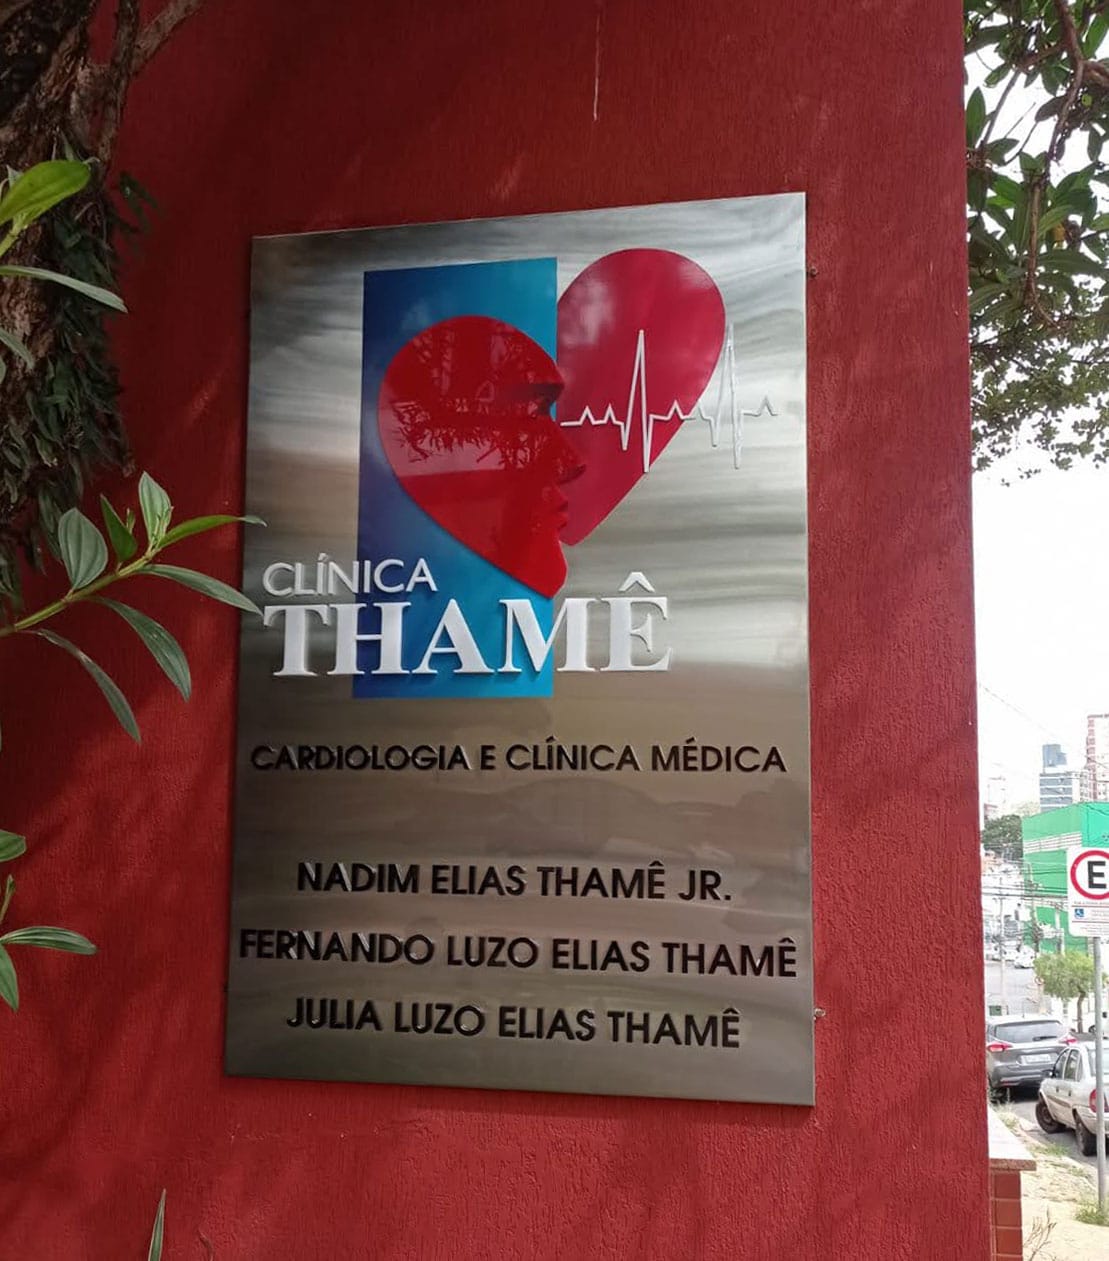 CLÍNICA
THAMÊ
CARDIOLOGIA E CLÍNICA MÉDICA
NADIM ELIAS THAMÊ JR.
FERNANDO LUZO ELIAS THAMÊ
JULIA LUZO ELIAS THAMÊ
E